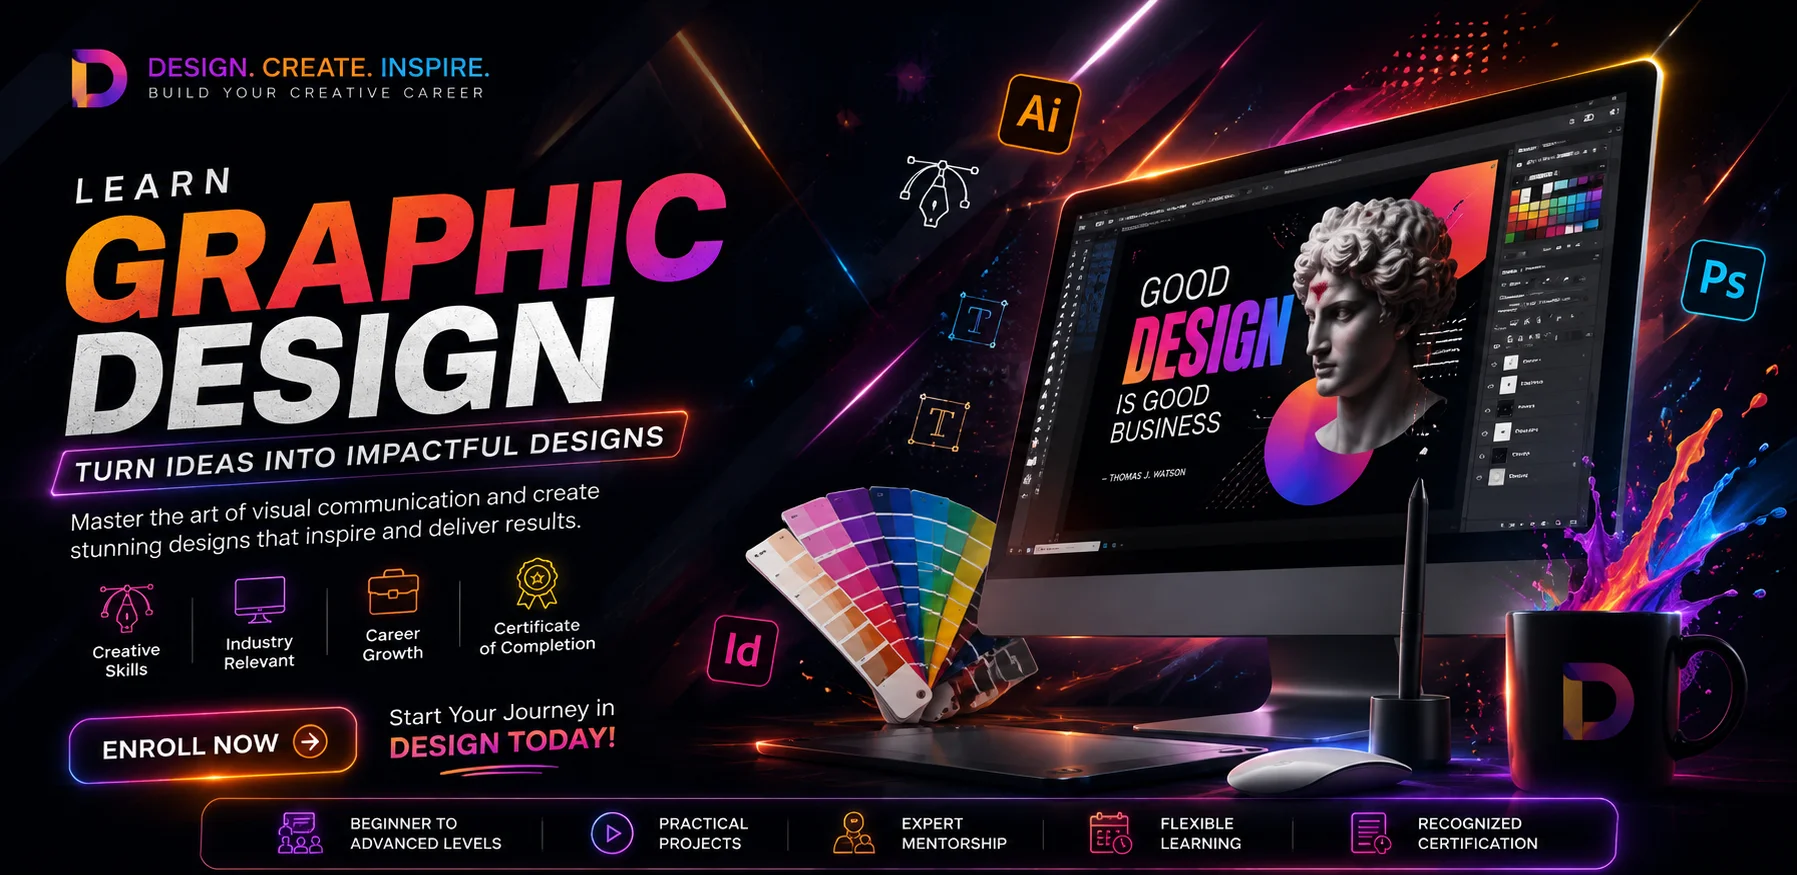 DESIGN. CREATE. INSPIRE.
BUILD YOUR CREATIVE CAREER
LEARN
GRAPHIC
DESIGN
TURN IDEAS INTO IMPACTFUL DESIGNS
Master the art of visual communication and create
stunning designs that inspire and deliver results.
Creative
Skills
Industry
Relevant
Career
Growth
Certificate
of Completion
ENROLL NOW
Start Your Journey in
DESIGN TODAY!
Ai
T
T
Id
Ps
GOOD
DESIGN
IS GOOD
BUSINESS
– THOMAS J. WATSON
D
BEGINNER TO
ADVANCED LEVELS
PRACTICAL
PROJECTS
EXPERT
MENTORSHIP
FLEXIBLE
LEARNING
RECOGNIZED
CERTIFICATION